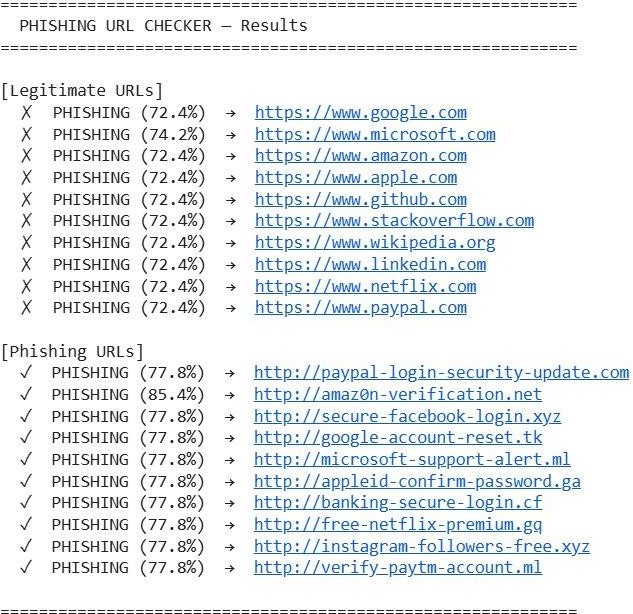 ============================================================
PHISHING URL CHECKER — Results
============================================================
[Legitimate URLs]
✗ PHISHING (72.4%) → https://www.google.com
✗ PHISHING (74.2%) → https://www.microsoft.com
✗ PHISHING (72.4%) → https://www.amazon.com
✗ PHISHING (72.4%) → https://www.apple.com
✗ PHISHING (72.4%) → https://www.github.com
✗ PHISHING (72.4%) → https://www.stackoverflow.com
✗ PHISHING (72.4%) → https://www.wikipedia.org
✗ PHISHING (72.4%) → https://www.linkedin.com
✗ PHISHING (72.4%) → https://www.netflix.com
✗ PHISHING (72.4%) → https://www.paypal.com
[Phishing URLs]
✓ PHISHING (77.8%) → http://paypal-login-security-update.com
✓ PHISHING (85.4%) → http://amaz0n-verification.net
✓ PHISHING (77.8%) → http://secure-facebook-login.xyz
✓ PHISHING (77.8%) → http://google-account-reset.tk
✓ PHISHING (77.8%) → http://microsoft-support-alert.ml
✓ PHISHING (77.8%) → http://appleid-confirm-password.ga
✓ PHISHING (77.8%) → http://banking-secure-login.cf
✓ PHISHING (77.8%) → http://free-netflix-premium.gq
✓ PHISHING (77.8%) → http://instagram-followers-free.xyz
✓ PHISHING (77.8%) → http://verify-paytm-account.ml
============================================================